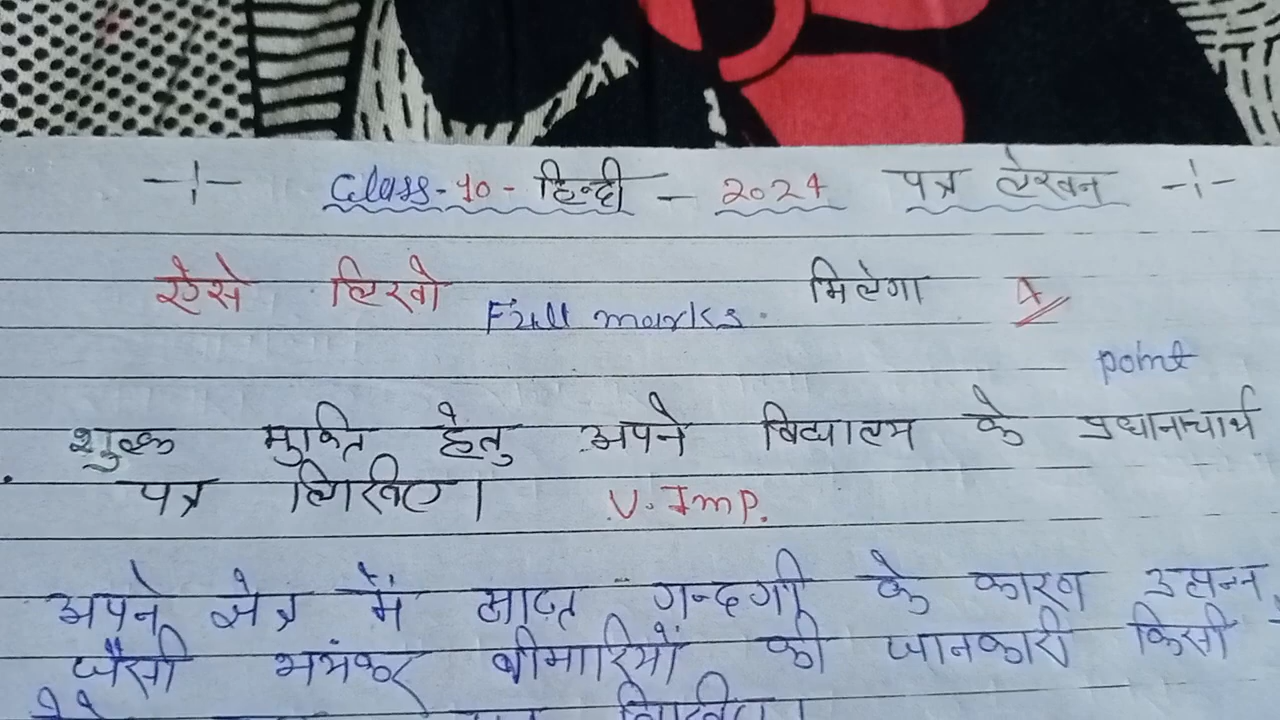 -:- Class-10 - हिन्दी - 2024 पत्र लेखन -:-
ऐसे लिखो Full marks. मिलेगा 4
point
शुल्क मुक्ति हेतु अपने विद्यालय के प्रधानाचार्य
पत्र लिखिए। V. Imp.
अपने क्षेत्र में गन्दगी के कारण उत्पन्न
जैसी भयंकर बीमारियों की जानकारी किसी
लिखिए।